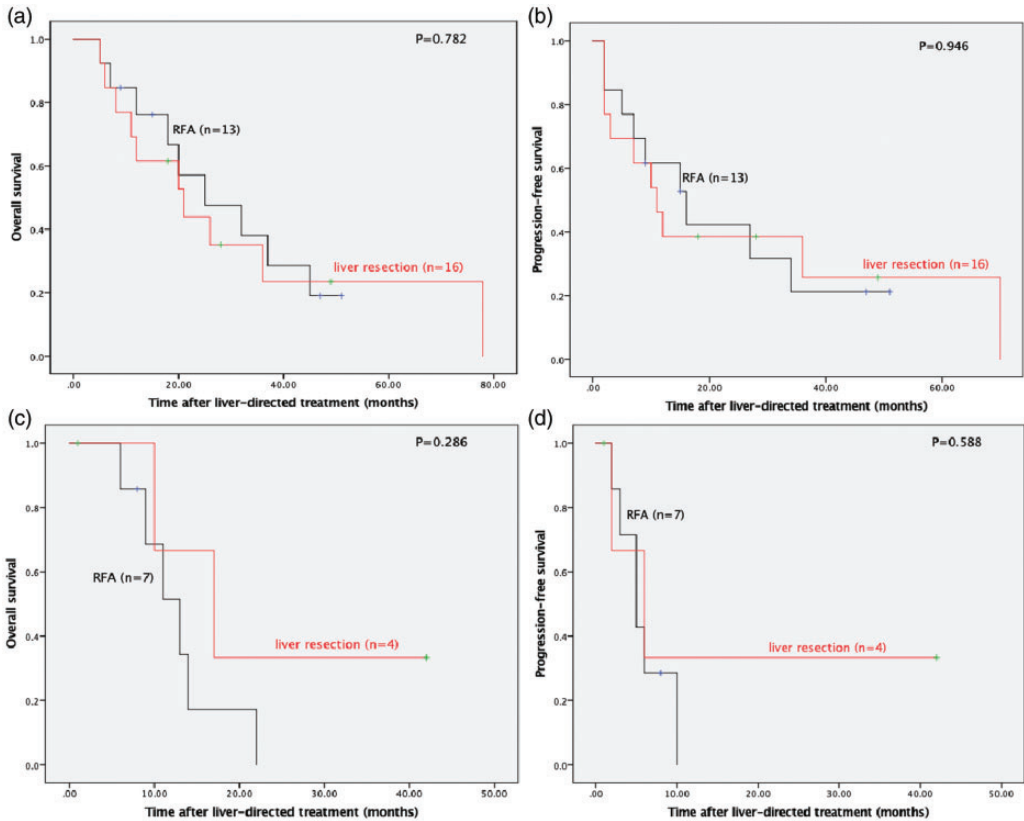 (a)
P=0.782
Overall survival
1.0
0.8
0.6
0.4
0.2
0.0
RFA (n=13)
liver resection (n=16)
.00 20.00 40.00 60.00 80.00
Time after liver-directed treatment (months)
(b)
P=0.946
Progression-free survival
1.0
0.8
0.6
0.4
0.2
0.0
RFA (n=13)
liver resection (n=16)
.00 20.00 40.00 60.00
Time after liver-directed treatment (months)
(c)
P=0.286
Overall survival
1.0
0.8
0.6
0.4
0.2
0.0
RFA (n=7)
liver resection (n=4)
.00 10.00 20.00 30.00 40.00 50.00
Time after liver-directed treatment (months)
(d)
P=0.588
Progression-free survival
1.0
0.8
0.6
0.4
0.2
0.0
RFA (n=7)
liver resection (n=4)
.00 10.00 20.00 30.00 40.00 50.00
Time after liver-directed treatment (months)